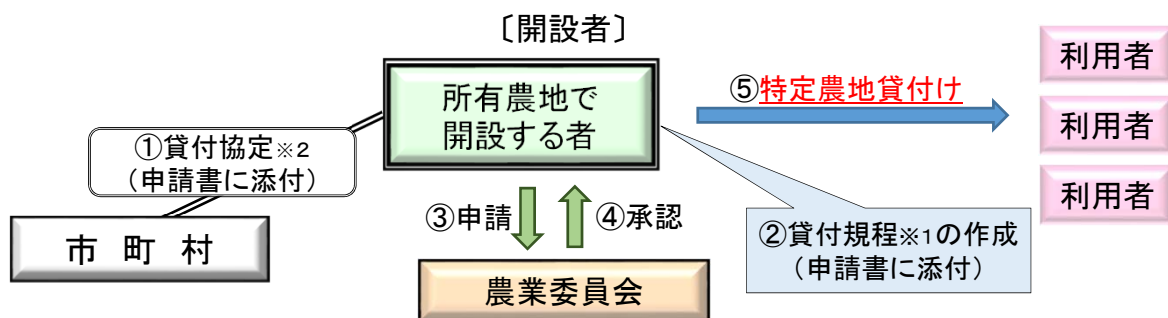 〔開設者〕
所有農地で
開設する者
①貸付協定※2
（申請書に添付）
市 町 村
②貸付規程※1の作成
（申請書に添付）
③申請
④承認
農業委員会
⑤特定農地貸付け
利用者
利用者
利用者